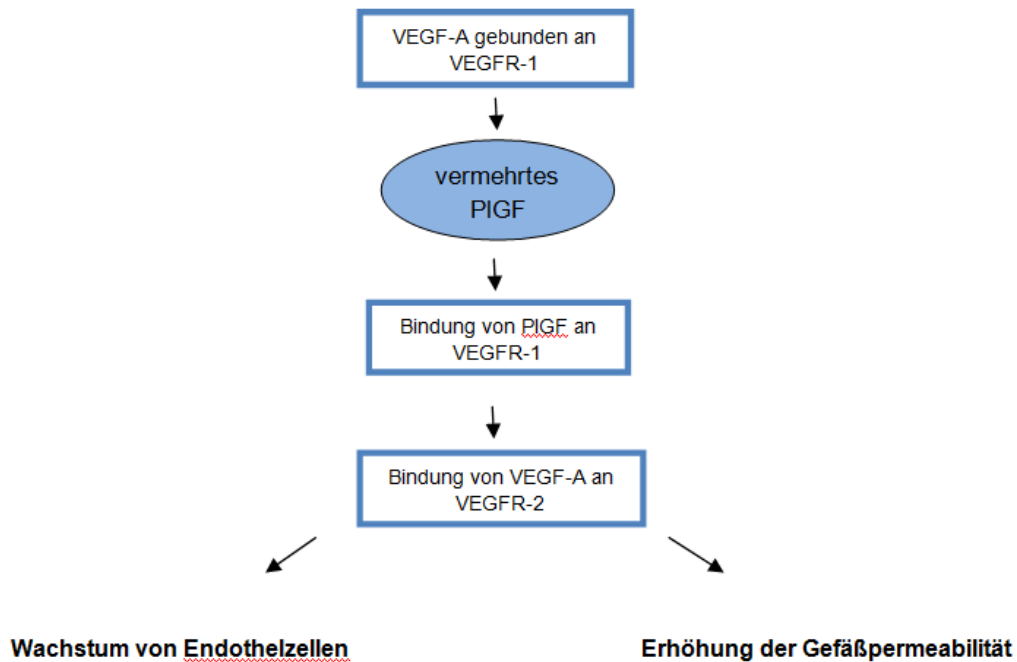 VEGF-A gebunden an
VEGFR-1
vermehrtes
PIGF
Bindung von PIGF an
VEGFR-1
Bindung von VEGF-A an
VEGFR-2
Wachstum von Endothelzellen
Erhöhung der Gefäßpermeabilität